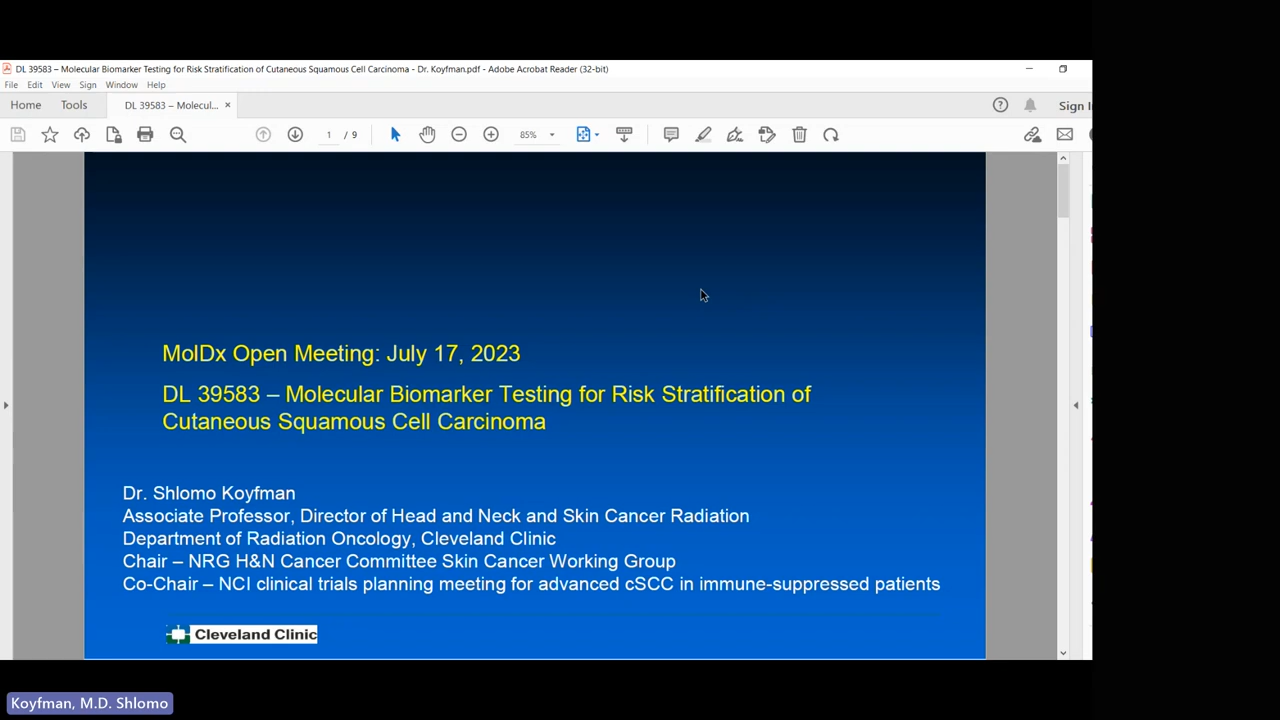 DL 39583 – Molecular Biomarker Testing for Risk Stratification of Cutaneous Squamous Cell Carcinoma - Dr. Koyfman.pdf - Adobe Acrobat Reader (32-bit)
File Edit View Sign Window Help
Home Tools DL 39583 – Molecul... × Sign I
1 / 9 85%
MolDx Open Meeting: July 17, 2023
DL 39583 – Molecular Biomarker Testing for Risk Stratification of
Cutaneous Squamous Cell Carcinoma
Dr. Shlomo Koyfman
Associate Professor, Director of Head and Neck and Skin Cancer Radiation
Department of Radiation Oncology, Cleveland Clinic
Chair – NRG H&N Cancer Committee Skin Cancer Working Group
Co-Chair – NCI clinical trials planning meeting for advanced cSCC in immune-suppressed patients
Cleveland Clinic
Koyfman, M.D. Shlomo